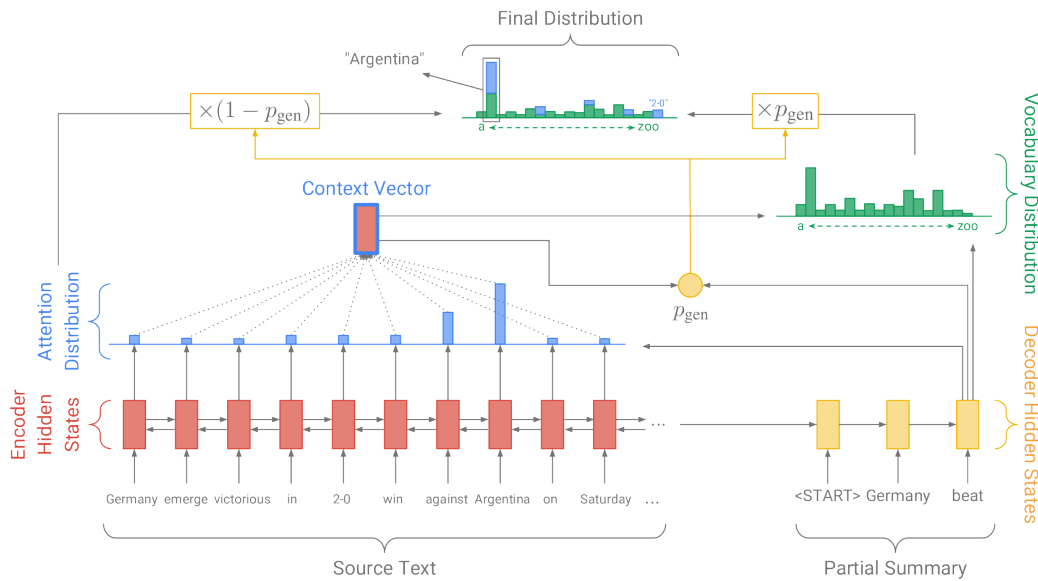 Final Distribution
"Argentina"
×(1 − p_gen)
"2-0"
×p_gen
a
zoo
Context Vector
Vocabulary Distribution
a
zoo
Attention
Distribution
p_gen
Encoder
Hidden
States
...
Decoder Hidden States
Germany emerge victorious in 2-0 win against Argentina on Saturday ...
<START> Germany beat
Source Text
Partial Summary